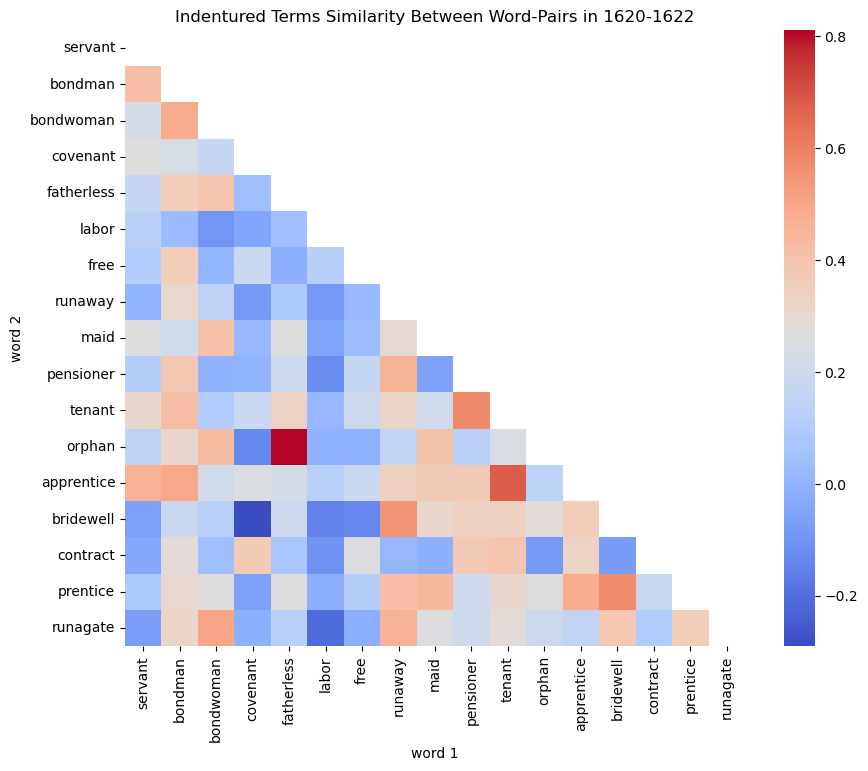 Indentured Terms Similarity Between Word-Pairs in 1620-1622
servant
bondman
bondwoman
covenant
fatherless
labor
free
runaway
maid
pensioner
tenant
orphan
apprentice
bridewell
contract
prentice
runagate
word 2
servant
bondman
bondwoman
covenant
fatherless
labor
free
runaway
maid
pensioner
tenant
orphan
apprentice
bridewell
contract
prentice
runagate
word 1
0.8
0.6
0.4
0.2
0.0
−0.2